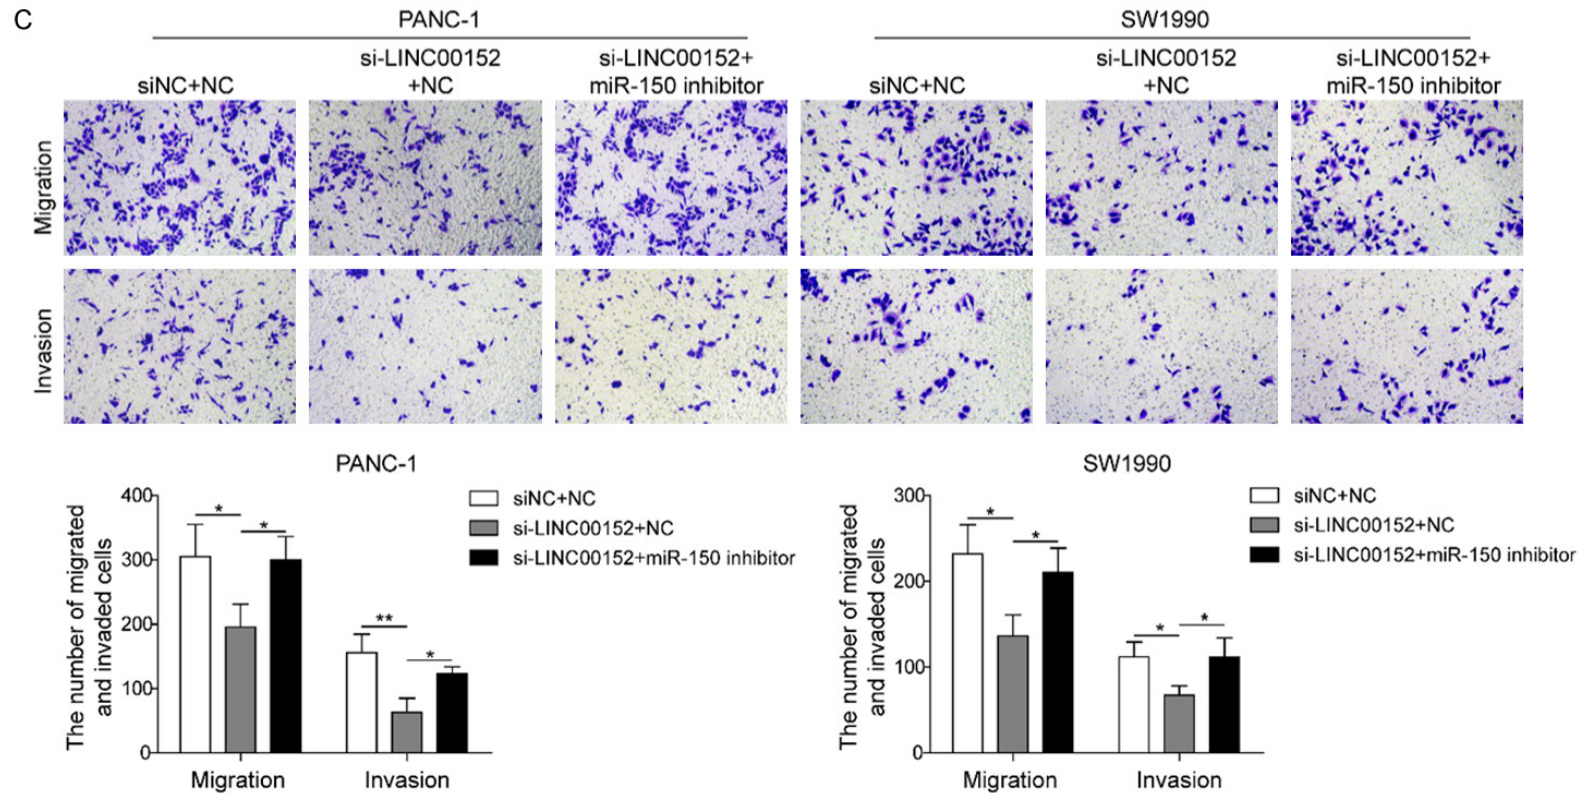 C
PANC-1
SW1990
siNC+NC
si-LINC00152
+NC
si-LINC00152+
miR-150 inhibitor
siNC+NC
si-LINC00152
+NC
si-LINC00152+
miR-150 inhibitor
Migration
Invasion
PANC-1
The number of migrated
and invaded cells
400
300
200
100
0
*
*
**
*
Migration
Invasion
siNC+NC
si-LINC00152+NC
si-LINC00152+miR-150 inhibitor
SW1990
The number of migrated
and invaded cells
300
200
100
0
*
*
*
*
Migration
Invasion
siNC+NC
si-LINC00152+NC
si-LINC00152+miR-150 inhibitor